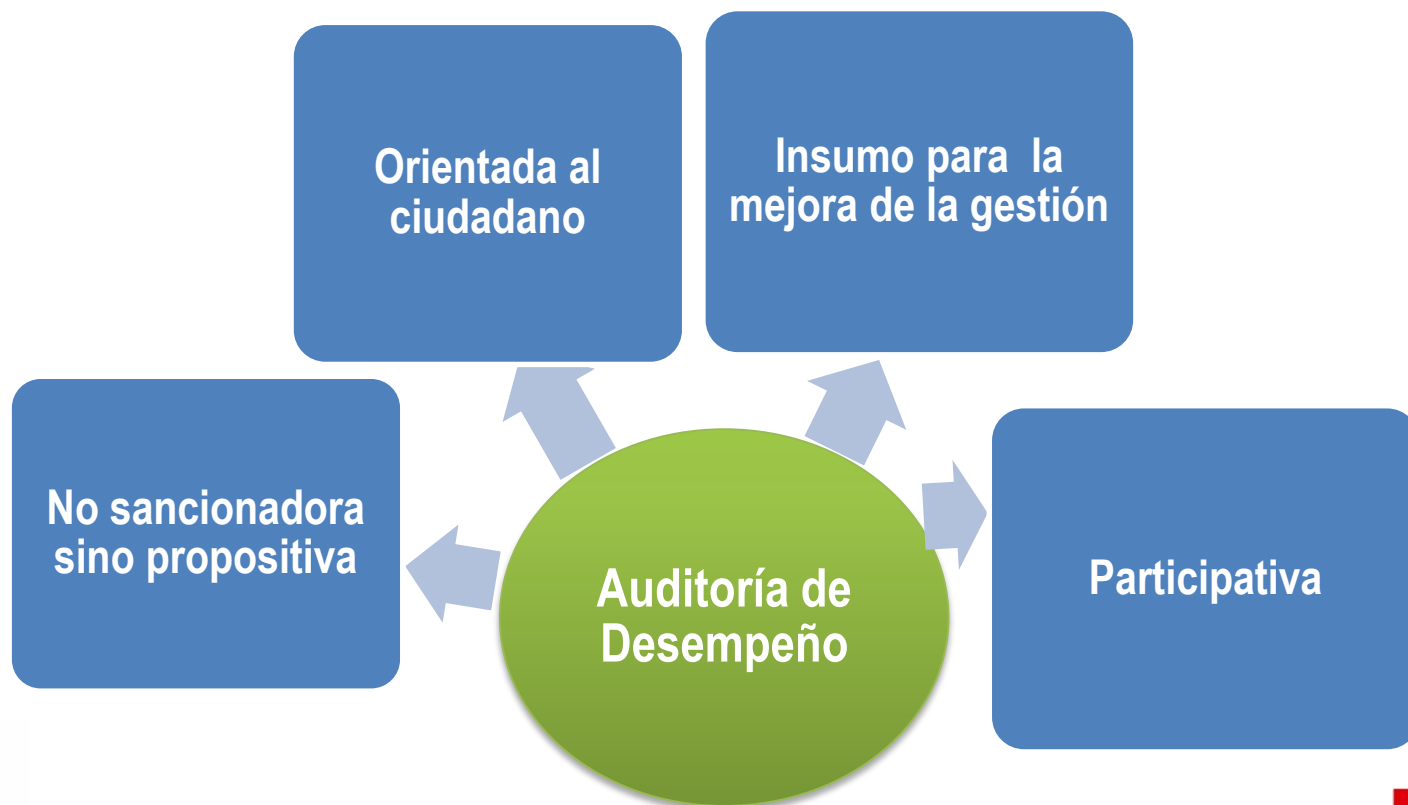 Orientada al
ciudadano
Insumo para la
mejora de la gestión
No sancionadora
sino propositiva
Auditoría de
Desempeño
Participativa